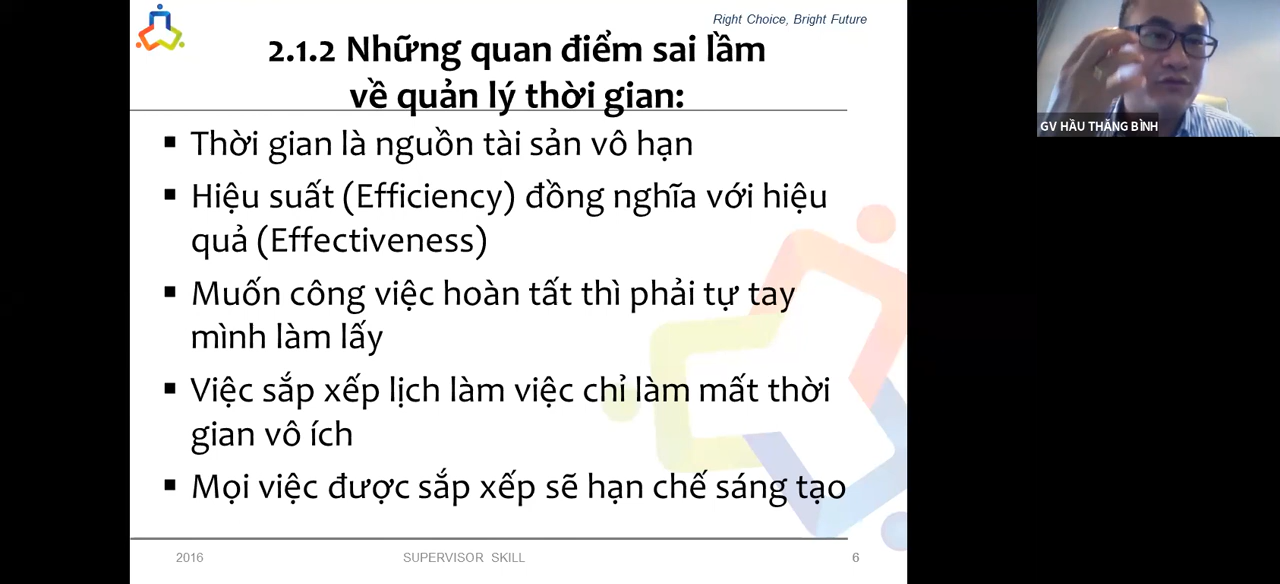 Right Choice, Bright Future
2.1.2 Những quan điểm sai lầm
về quản lý thời gian:
▪ Thời gian là nguồn tài sản vô hạn
▪ Hiệu suất (Efficiency) đồng nghĩa với hiệu
quả (Effectiveness)
▪ Muốn công việc hoàn tất thì phải tự tay
mình làm lấy
▪ Việc sắp xếp lịch làm việc chỉ làm mất thời
gian vô ích
▪ Mọi việc được sắp xếp sẽ hạn chế sáng tạo
2016 SUPERVISOR SKILL 6
GV HẦU THĂNG BÌNH